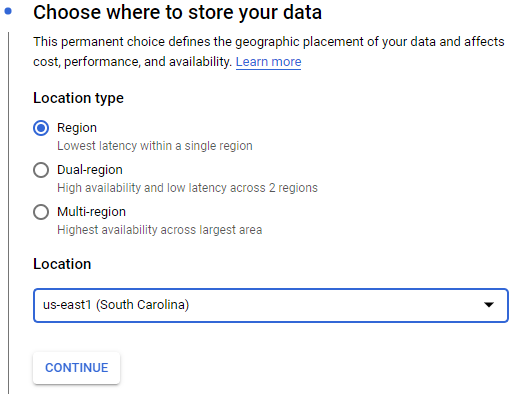 Choose where to store your data
This permanent choice defines the geographic placement of your data and affects
cost, performance, and availability. Learn more
Location type
Region
Lowest latency within a single region
Dual-region
High availability and low latency across 2 regions
Multi-region
Highest availability across largest area
Location
us-east1 (South Carolina)
CONTINUE